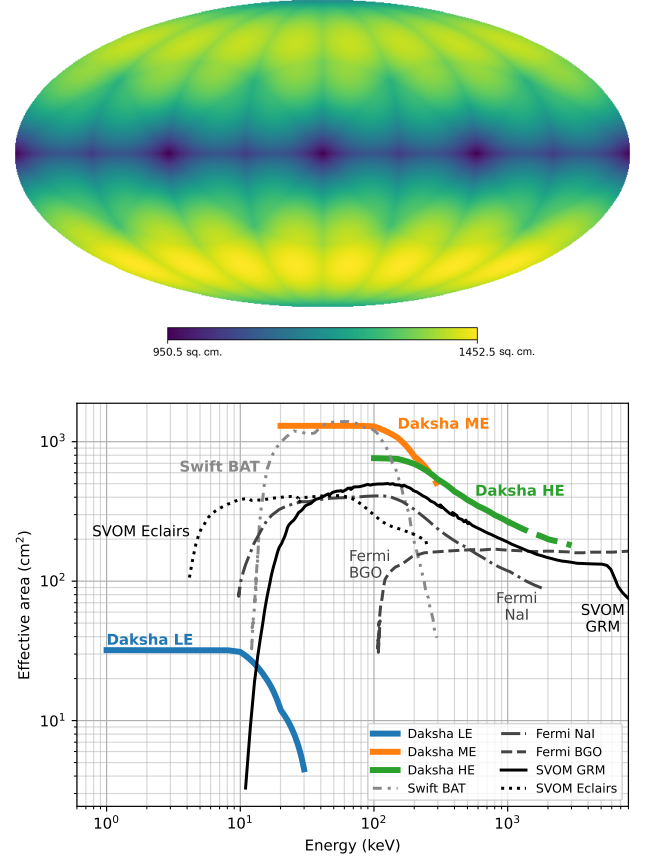 950.5 sq. cm.
1452.5 sq. cm.
Daksha ME
Swift BAT
Daksha HE
SVOM Eclairs
Fermi
BGO
Fermi
NaI
SVOM
GRM
Daksha LE
10³
10²
10¹
Effective area (cm²)
Daksha LE
Daksha ME
Daksha HE
Swift BAT
Fermi NaI
Fermi BGO
SVOM GRM
SVOM Eclairs
10⁰
10¹
10²
10³
Energy (keV)